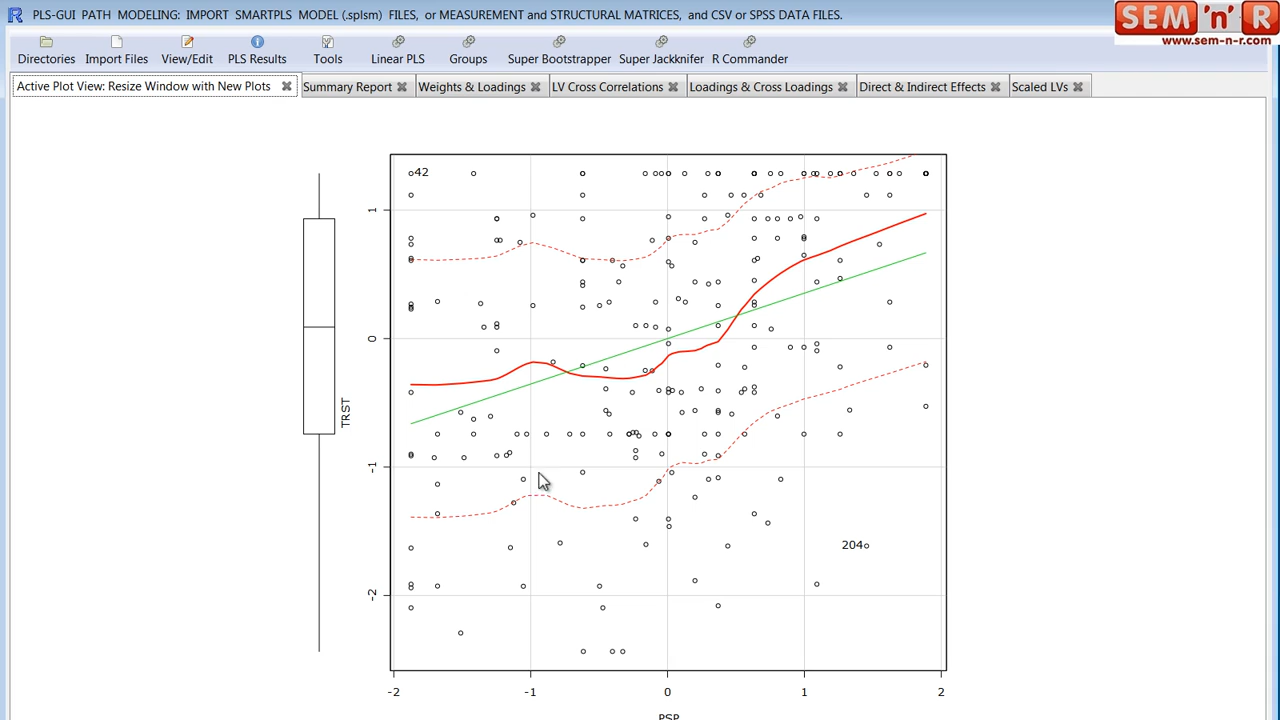 PLS-GUI PATH MODELING: IMPORT SMARTPLS MODEL (.splsm) FILES, or MEASUREMENT and STRUCTURAL MATRICES, and CSV or SPSS DATA FILES.
SEM 'n' R
www.sem-n-r.com
Directories Import Files View/Edit PLS Results Tools Linear PLS Groups Super Bootstrapper Super Jackknifer R Commander
Active Plot View: Resize Window with New Plots Summary Report Weights & Loadings LV Cross Correlations Loadings & Cross Loadings Direct & Indirect Effects Scaled LVs
42
1
0
TRST
-1
204
-2
-2 -1 0 1 2
PSP